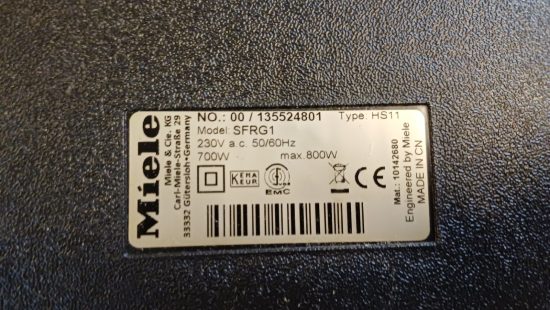 Miele
Miele & Cie. KG
Carl-Miele-Straße 29
33332 Gütersloh•Germany
NO.: 00 / 135524801 Type: HS11
Model SFRG1
230V a.c. 50/60Hz
700W max.800W
KEMA
KEUR
EMC
CE
Mat.: 10142680
Engineered by Miele
MADE IN CN